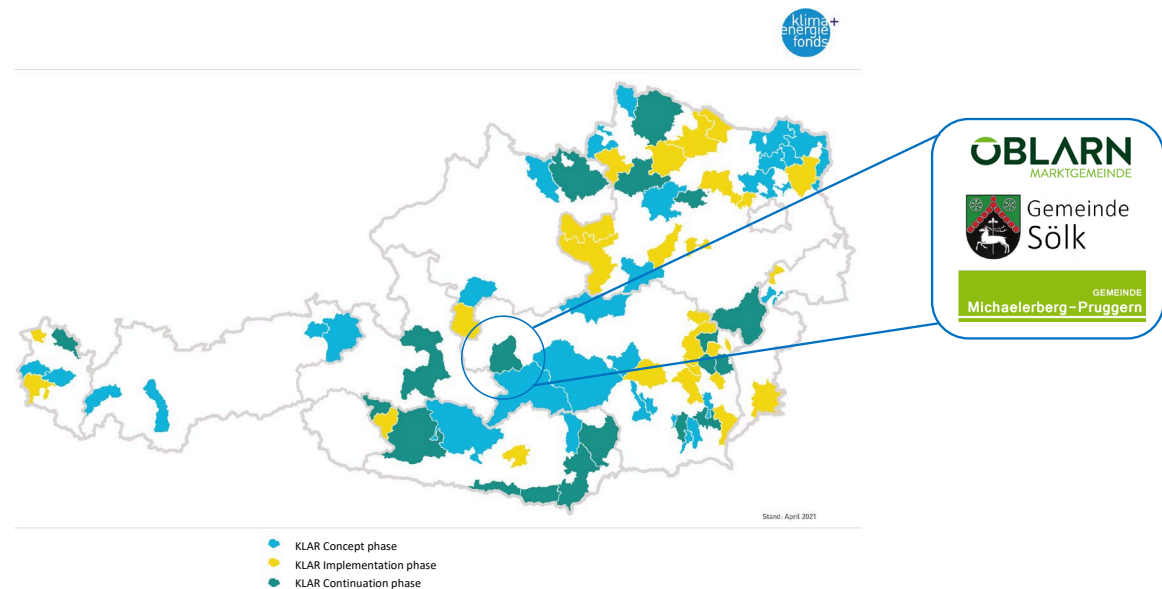 klima+
energie
fonds
ÖBLARN
MARKTGEMEINDE
Gemeinde
Sölk
GEMEINDE
Michaelerberg-Pruggern
Stand: April 2021
KLAR Concept phase
KLAR Implementation phase
KLAR Continuation phase